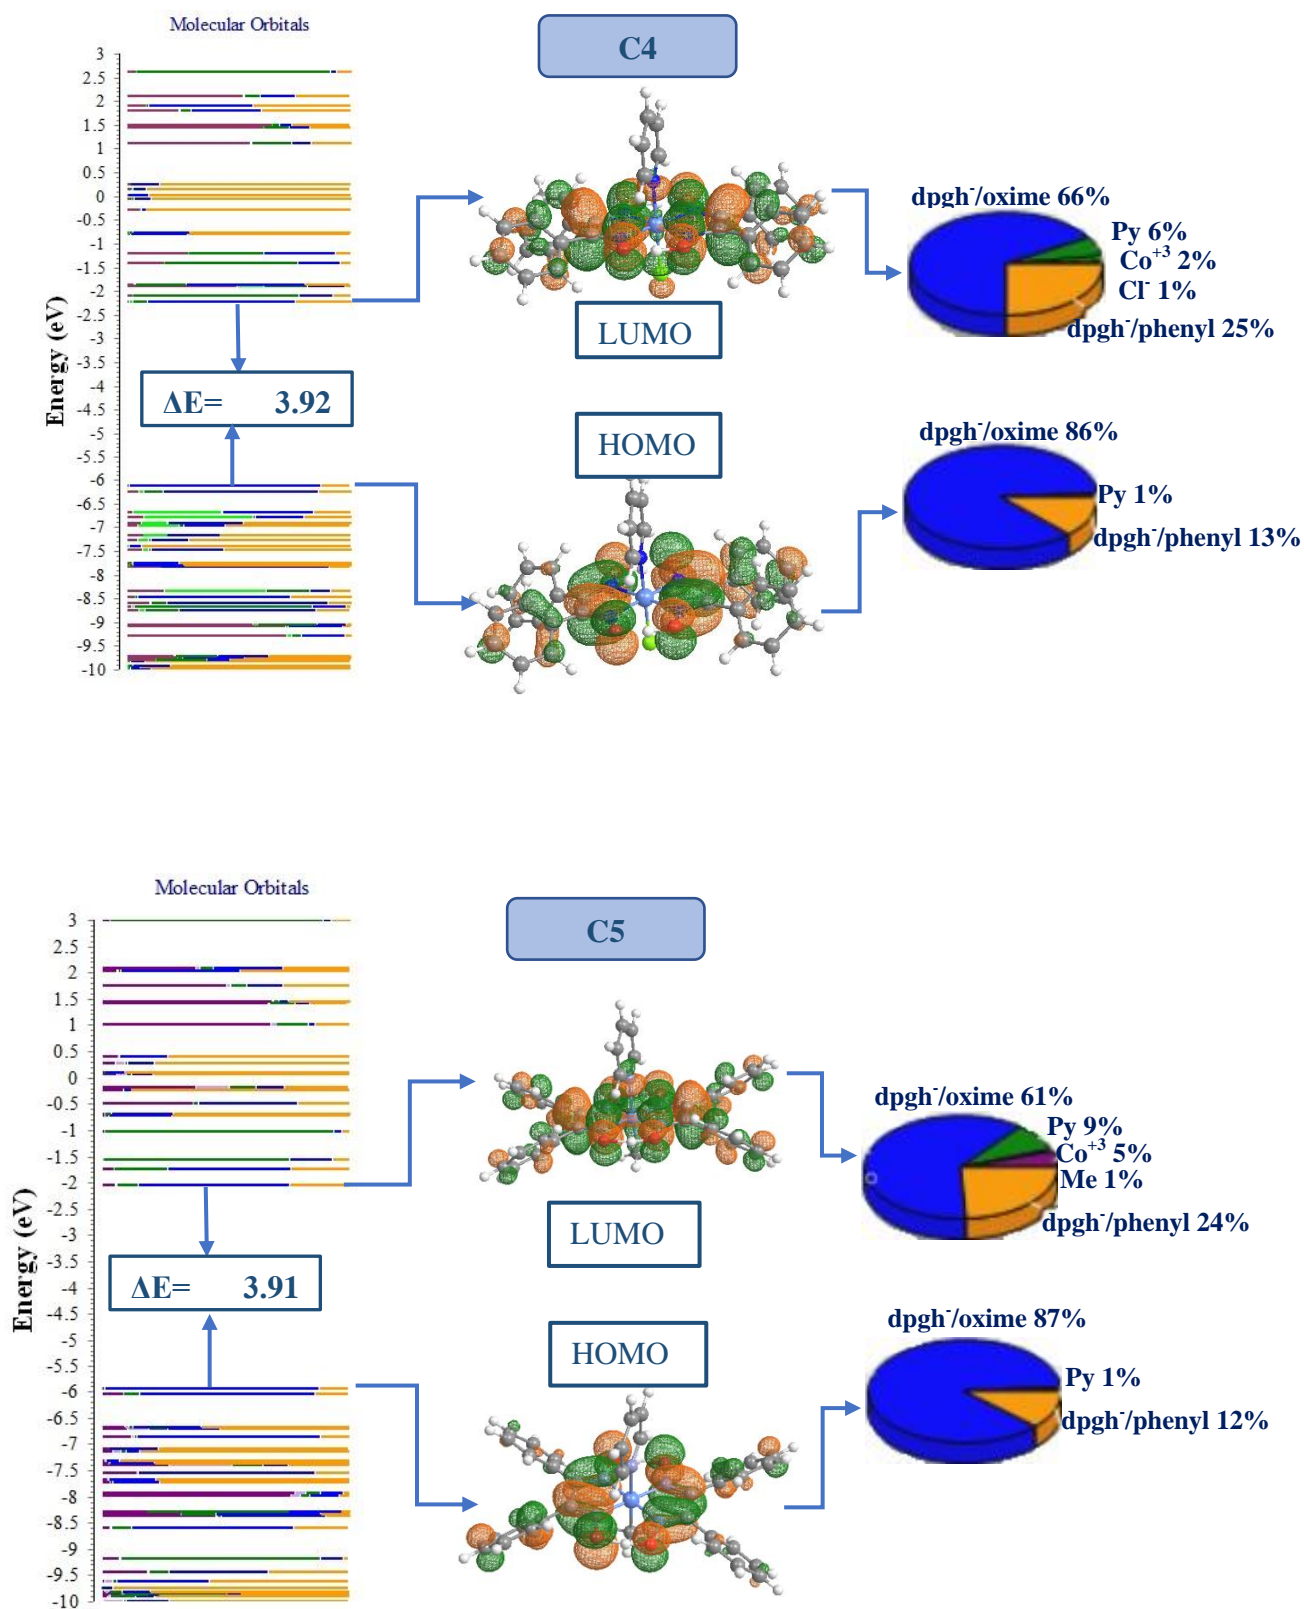 Molecular Orbitals
C4
3
2.5
2
1.5
1
0.5
0
-0.5
-1
-1.5
-2
-2.5
-3
-3.5
-4
-4.5
-5
-5.5
-6
-6.5
-7
-7.5
-8
-8.5
-9
-9.5
-10
Energy (eV)
ΔE= 3.92
LUMO
HOMO
dpgh⁻/oxime 66%
Py 6%
Co⁺³ 2%
Cl⁻ 1%
dpgh⁻/phenyl 25%
dpgh⁻/oxime 86%
Py 1%
dpgh⁻/phenyl 13%
Molecular Orbitals
C5
3
2.5
2
1.5
1
0.5
0
-0.5
-1
-1.5
-2
-2.5
-3
-3.5
-4
-4.5
-5
-5.5
-6
-6.5
-7
-7.5
-8
-8.5
-9
-9.5
-10
Energy (eV)
ΔE= 3.91
LUMO
HOMO
dpgh⁻/oxime 61%
Py 9%
Co⁺³ 5%
Me 1%
dpgh⁻/phenyl 24%
dpgh⁻/oxime 87%
Py 1%
dpgh⁻/phenyl 12%